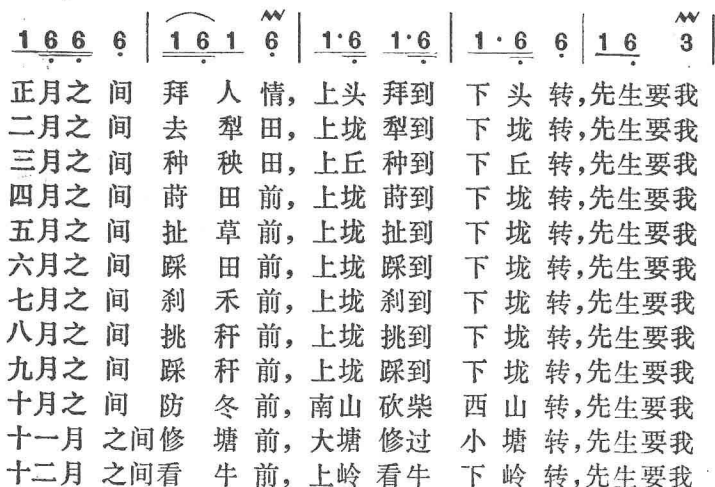 1 6 6 6 | 1 6 1 6 | 1·6 1·6 | 1·6 6 | 1 6 3 |
正月之 间 拜 人 情，上头 拜到 下 头 转，先生要我
二月之 间 去 犁 田，上垅 犁到 下 垅 转，先生要我
三月之 间 种 秧 田，上丘 种到 下 丘 转，先生要我
四月之 间 莳 田 前，上垅 莳到 下 垅 转，先生要我
五月之 间 扯 草 前，上垅 扯到 下 垅 转，先生要我
六月之 间 踩 田 前，上垅 踩到 下 垅 转，先生要我
七月之 间 刹 禾 前，上垅 刹到 下 垅 转，先生要我
八月之 间 挑 秆 前，上垅 挑到 下 垅 转，先生要我
九月之 间 踩 秆 前，上垅 踩到 下 垅 转，先生要我
十月之 间 防 冬 前，南山 砍柴 西 山 转，先生要我
十一月 之间修 塘 前，大塘 修过 小 塘 转，先生要我
十二月 之间看 牛 前，上岭 看牛 下 岭 转，先生要我